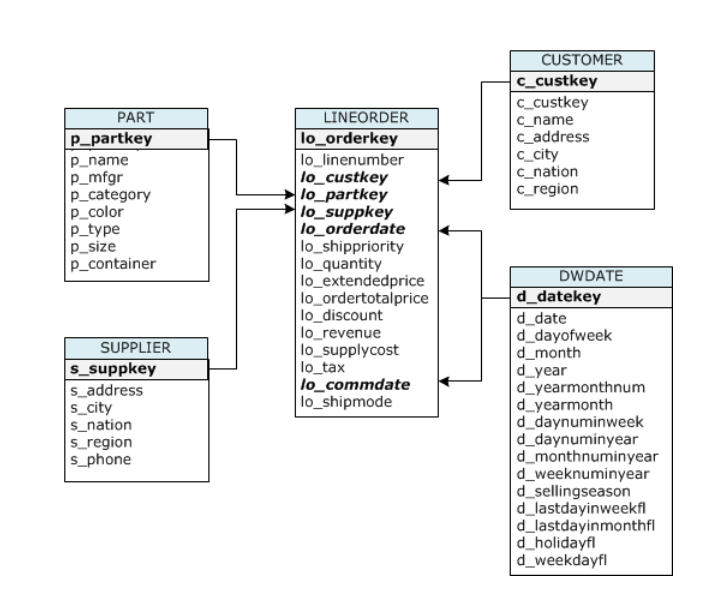 PART
p_partkey
p_name
p_mfgr
p_category
p_color
p_type
p_size
p_container
SUPPLIER
s_suppkey
s_address
s_city
s_nation
s_region
s_phone
LINEORDER
lo_orderkey
lo_linenumber
lo_custkey
lo_partkey
lo_suppkey
lo_orderdate
lo_shippriority
lo_quantity
lo_extendedprice
lo_ordertotalprice
lo_discount
lo_revenue
lo_supplycost
lo_tax
lo_commdate
lo_shipmode
CUSTOMER
c_custkey
c_custkey
c_name
c_address
c_city
c_nation
c_region
DWDATE
d_datekey
d_date
d_dayofweek
d_month
d_year
d_yearmonthnum
d_yearmonth
d_daynuminweek
d_daynuminyear
d_monthnuminyear
d_weeknuminyear
d_sellingseason
d_lastdayinweekfl
d_lastdayinmonthfl
d_holidayfl
d_weekdayfl